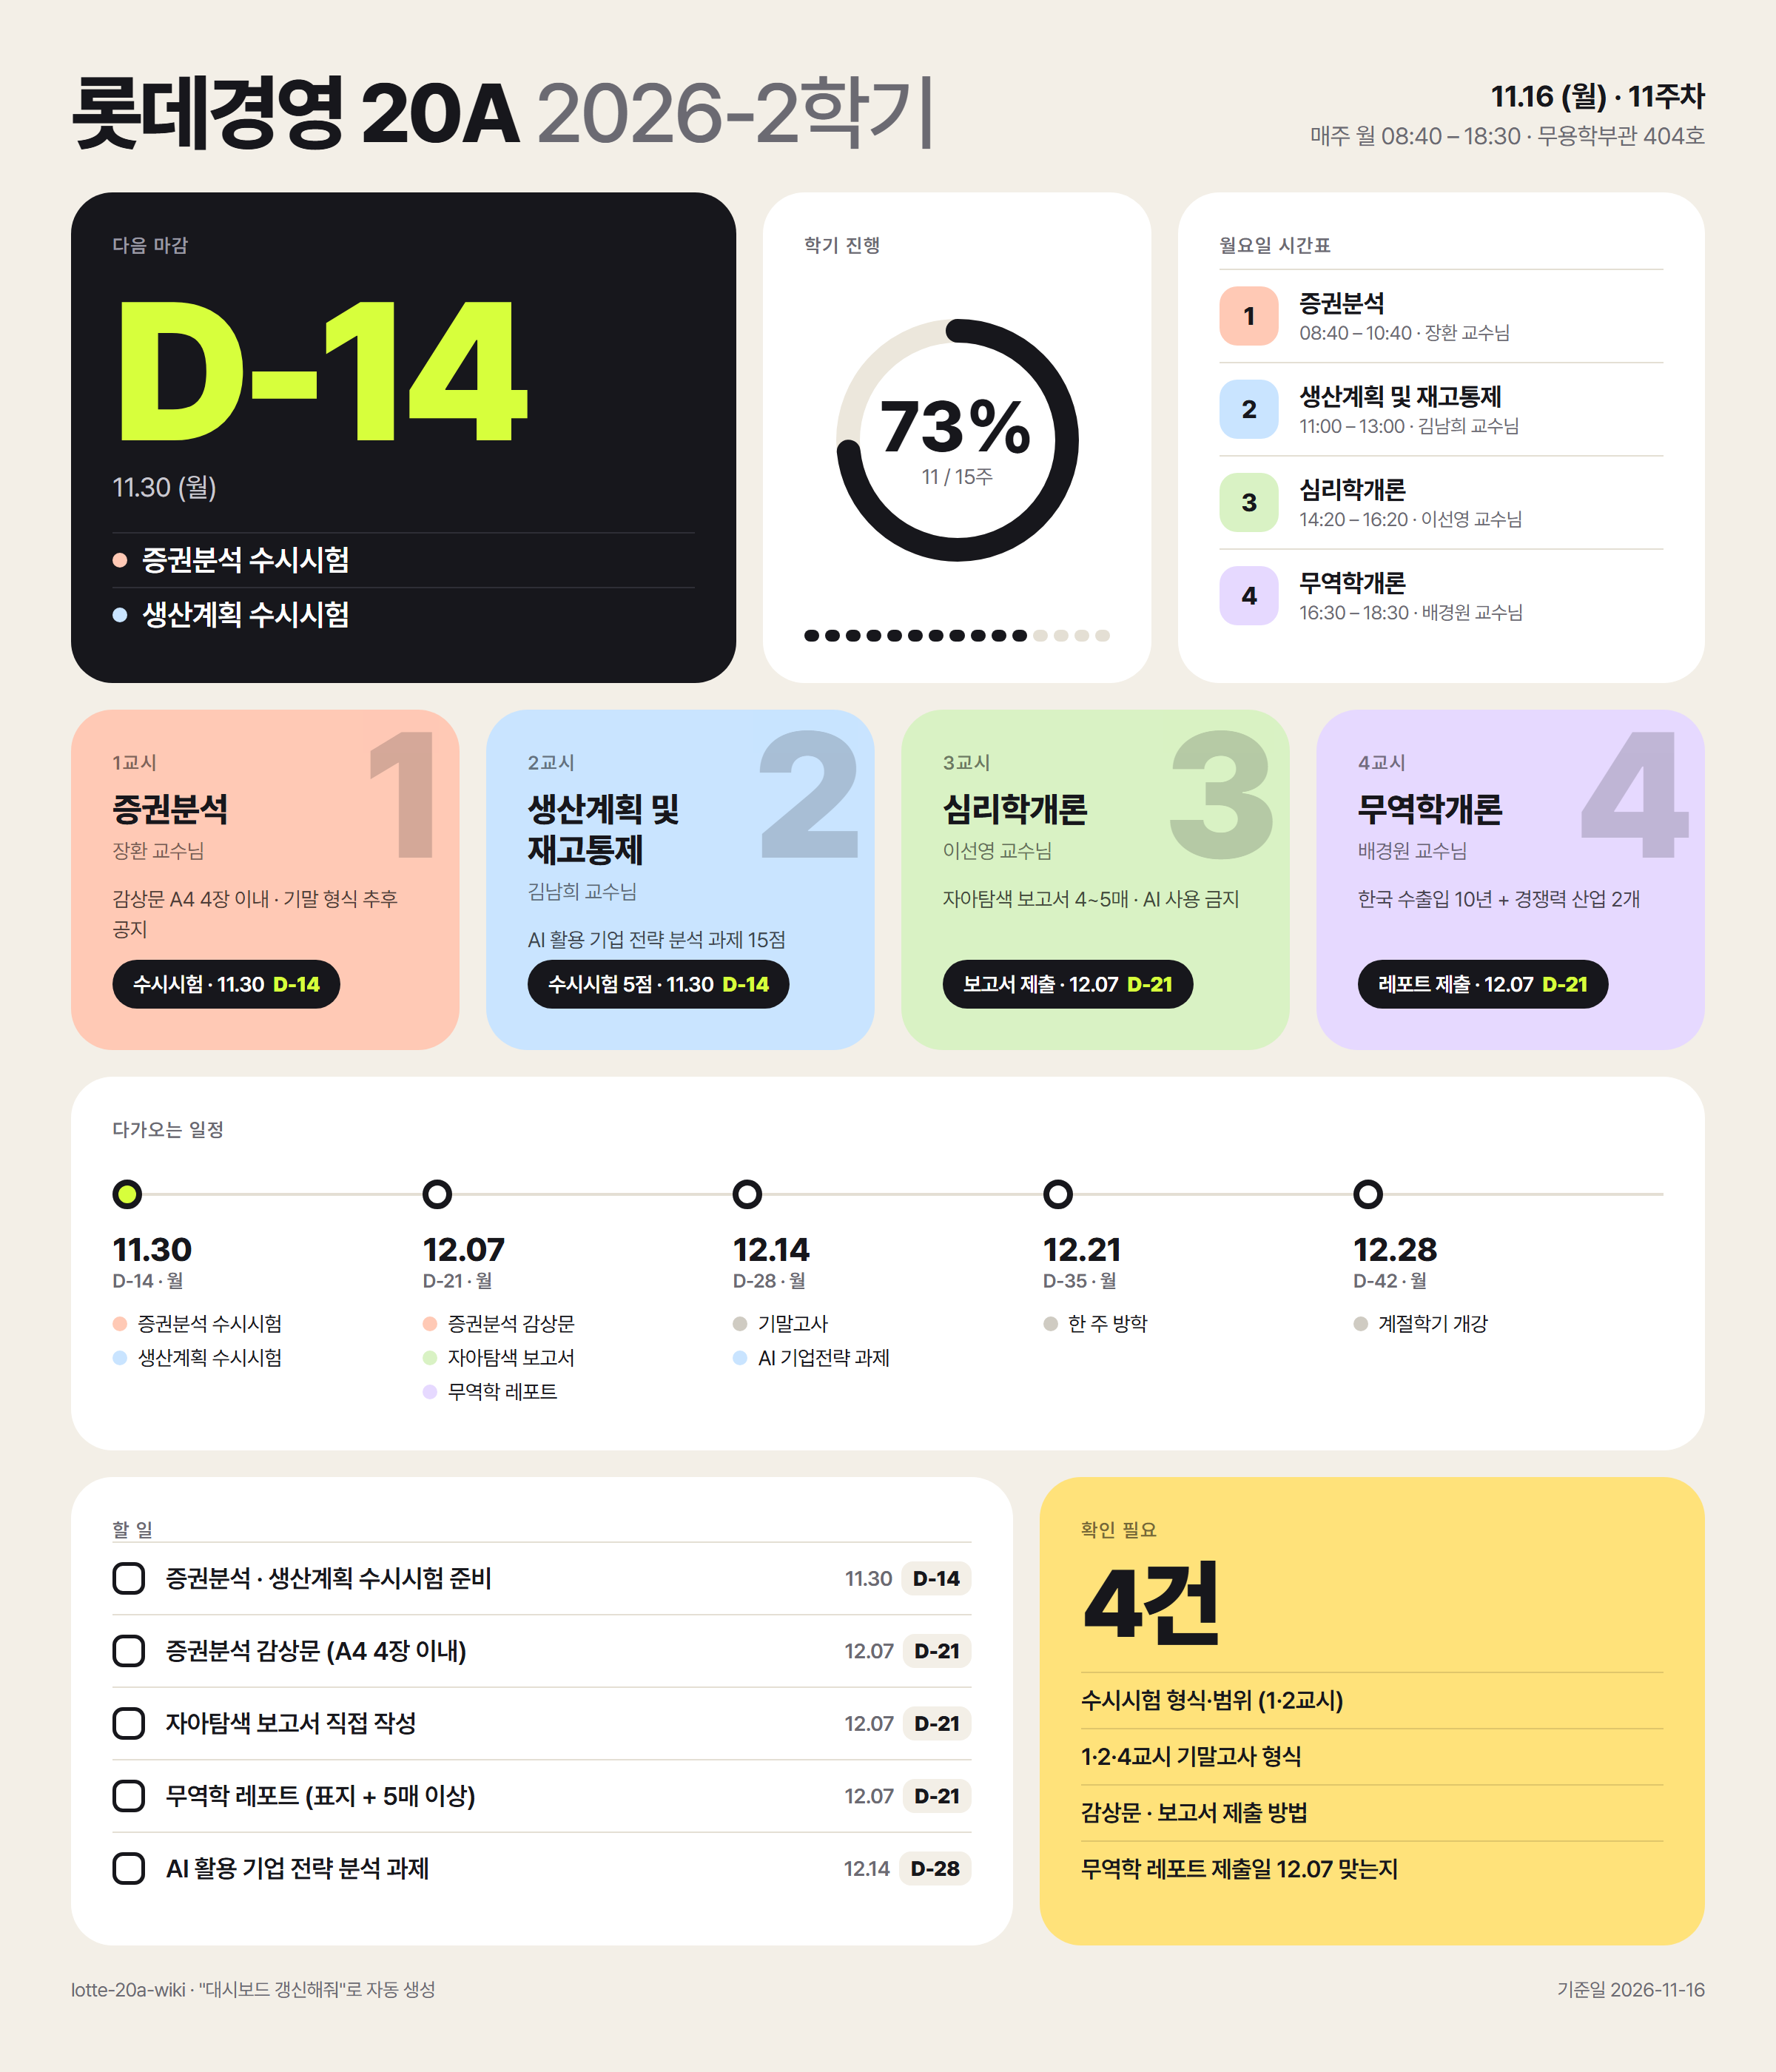 롯데경영 20A 2026-2학기
11.16 (월) · 11주차
매주 월 08:40 – 18:30 · 무용학부관 404호
다음 마감
D-14
11.30 (월)
증권분석 수시시험
생산계획 수시시험
학기 진행
73%
11 / 15주
월요일 시간표
1
증권분석
08:40 – 10:40 · 장환 교수님
2
생산계획 및 재고통제
11:00 – 13:00 · 김남희 교수님
3
심리학개론
14:20 – 16:20 · 이선영 교수님
4
무역학개론
16:30 – 18:30 · 배경원 교수님
1교시
1
증권분석
장환 교수님
감상문 A4 4장 이내 · 기말 형식 추후
공지
수시시험 · 11.30 D-14
2교시
2
생산계획 및
재고통제
김남희 교수님
AI 활용 기업 전략 분석 과제 15점
수시시험 5점 · 11.30 D-14
3교시
3
심리학개론
이선영 교수님
자아탐색 보고서 4~5매 · AI 사용 금지
보고서 제출 · 12.07 D-21
4교시
4
무역학개론
배경원 교수님
한국 수출입 10년 + 경쟁력 산업 2개
레포트 제출 · 12.07 D-21
다가오는 일정
11.30
D-14 · 월
증권분석 수시시험
생산계획 수시시험
12.07
D-21 · 월
증권분석 감상문
자아탐색 보고서
무역학 레포트
12.14
D-28 · 월
기말고사
AI 기업전략 과제
12.21
D-35 · 월
한 주 방학
12.28
D-42 · 월
계절학기 개강
할 일
증권분석 · 생산계획 수시시험 준비 11.30 D-14
증권분석 감상문 (A4 4장 이내) 12.07 D-21
자아탐색 보고서 직접 작성 12.07 D-21
무역학 레포트 (표지 + 5매 이상) 12.07 D-21
AI 활용 기업 전략 분석 과제 12.14 D-28
확인 필요
4건
수시시험 형식·범위 (1·2교시)
1·2·4교시 기말고사 형식
감상문 · 보고서 제출 방법
무역학 레포트 제출일 12.07 맞는지
lotte-20a-wiki · "대시보드 갱신해줘"로 자동 생성
기준일 2026-11-16